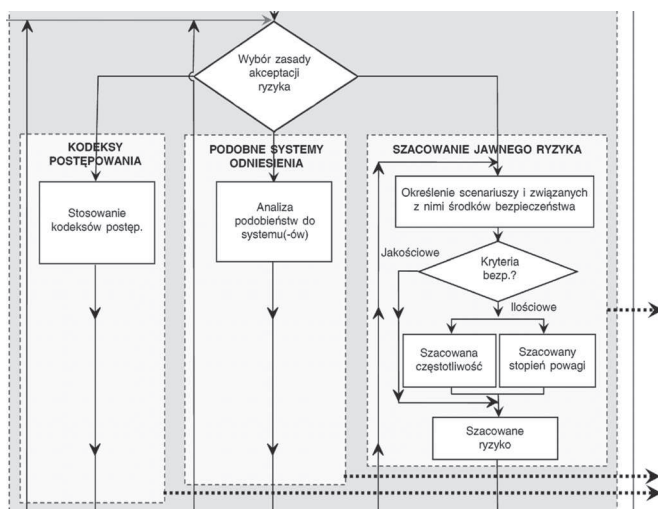 Wybór zasady
akceptacji
ryzyka
KODEKSY
POSTĘPOWANIA
Stosowanie
kodeksów postęp.
PODOBNE SYSTEMY
ODNIESIENIA
Analiza
podobieństw do
systemu(-ów)
SZACOWANIE JAWNEGO RYZYKA
Określenie scenariuszy i związanych
z nimi środków bezpieczeństwa
Jakościowe
Kryteria
bezp.?
Ilościowe
Szacowana
częstotliwość
Szacowany
stopień powagi
Szacowane
ryzyko